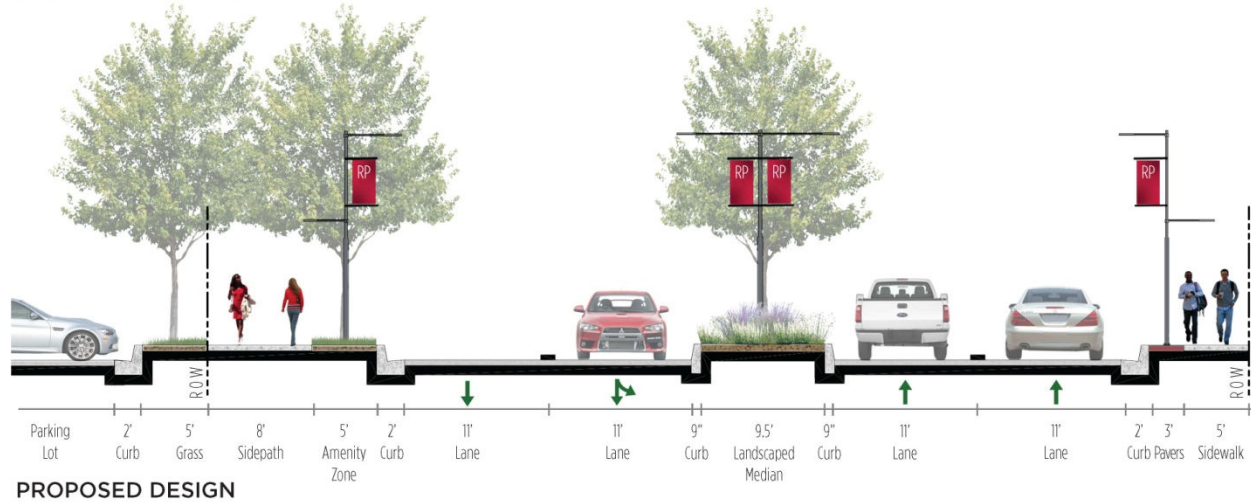 RP
RP RP
RP
ROW
ROW
Parking Lot
2' Curb
5' Grass
8' Sidepath
5' Amenity Zone
2' Curb
11' Lane
11' Lane
9" Curb
9.5' Landscaped Median
9" Curb
11' Lane
11' Lane
2' Curb
3' Pavers
5' Sidewalk
PROPOSED DESIGN